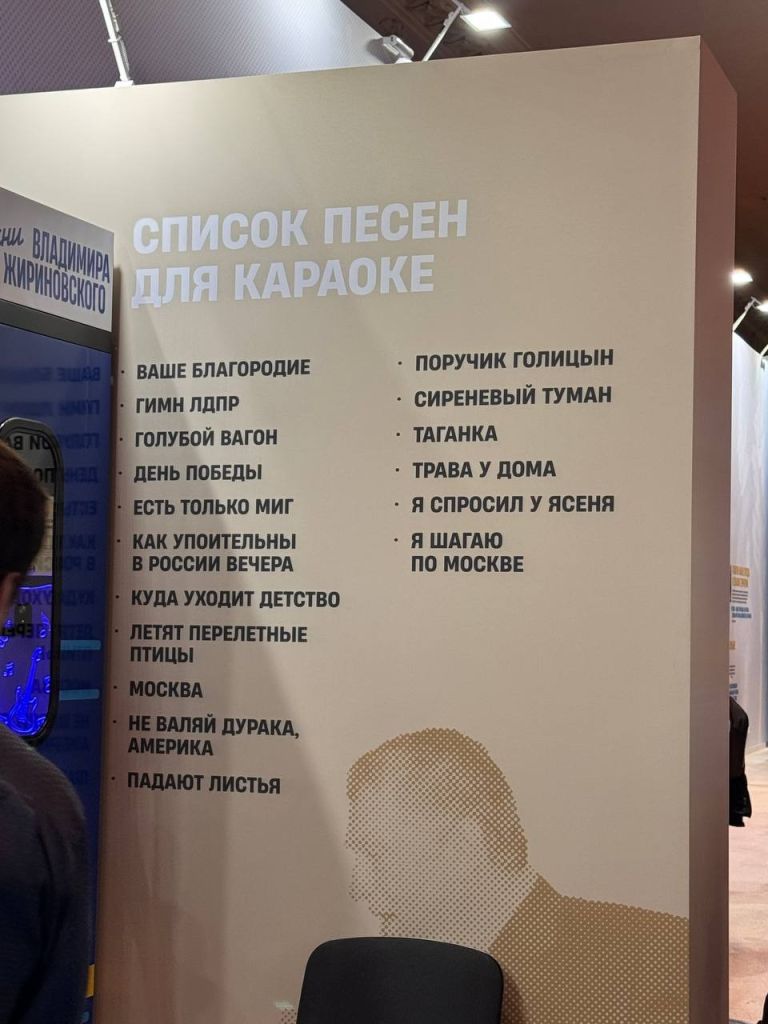 ВЛАДИМИРА
ЖИРИНОВСКОГО
СПИСОК ПЕСЕН
ДЛЯ КАРАОКЕ
· ВАШЕ БЛАГОРОДИЕ
· ГИМН ЛДПР
· ГОЛУБОЙ ВАГОН
· ДЕНЬ ПОБЕДЫ
· ЕСТЬ ТОЛЬКО МИГ
· КАК УПОИТЕЛЬНЫ
В РОССИИ ВЕЧЕРА
· КУДА УХОДИТ ДЕТСТВО
· ЛЕТЯТ ПЕРЕЛЕТНЫЕ
ПТИЦЫ
· МОСКВА
· НЕ ВАЛЯЙ ДУРАКА,
АМЕРИКА
· ПАДАЮТ ЛИСТЬЯ
· ПОРУЧИК ГОЛИЦЫН
· СИРЕНЕВЫЙ ТУМАН
· ТАГАНКА
· ТРАВА У ДОМА
· Я СПРОСИЛ У ЯСЕНЯ
· Я ШАГАЮ
ПО МОСКВЕ